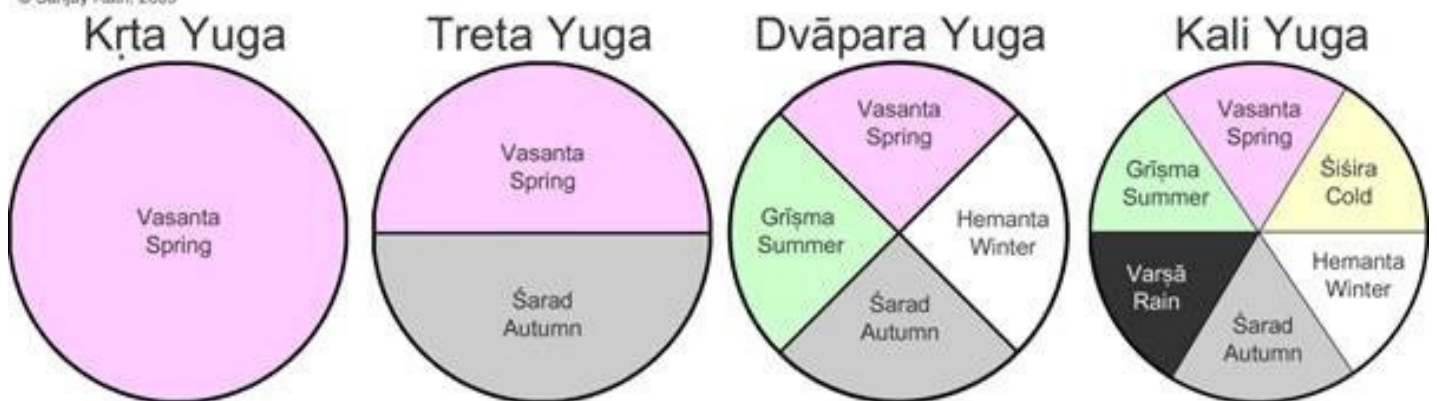 Kṛta Yuga
Treta Yuga
Dvāpara Yuga
Kali Yuga
Vasanta
Spring
Vasanta
Spring
Śarad
Autumn
Vasanta
Spring
Grīṣma
Summer
Hemanta
Winter
Śarad
Autumn
Vasanta
Spring
Grīṣma
Summer
Śiśira
Cold
Varṣā
Rain
Hemanta
Winter
Śarad
Autumn